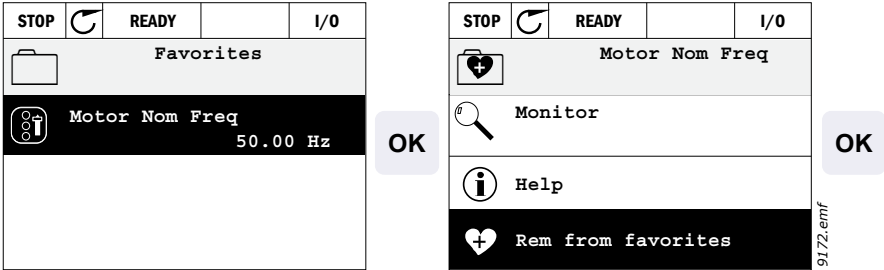 STOP READY I/O
Favorites
Motor Nom Freq
50.00 Hz
OK
STOP READY I/O
Motor Nom Freq
Monitor
Help
Rem from favorites
OK
9172.emf